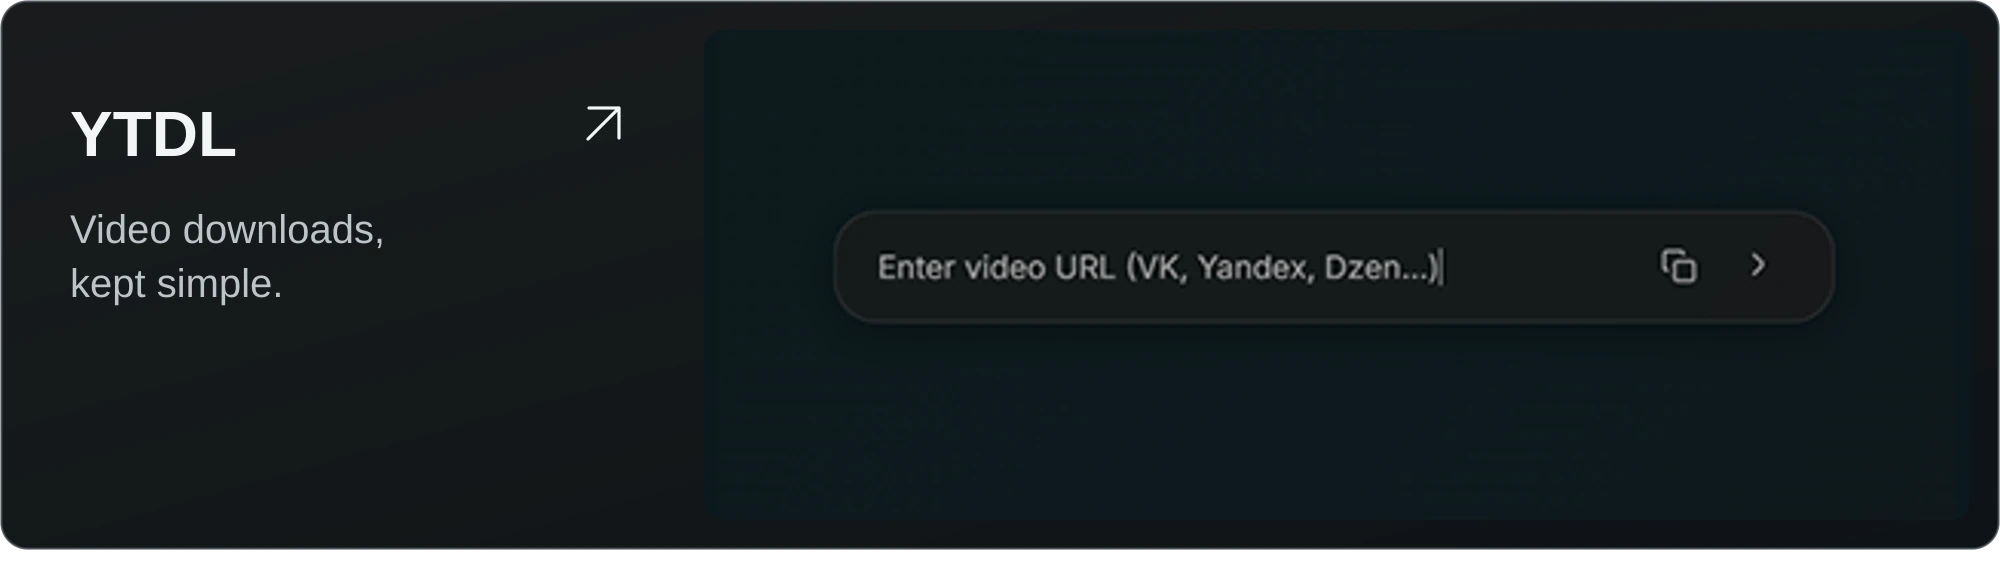 YTDL
Video downloads,
kept simple.
Enter video URL (VK, Yandex, Dzen...)